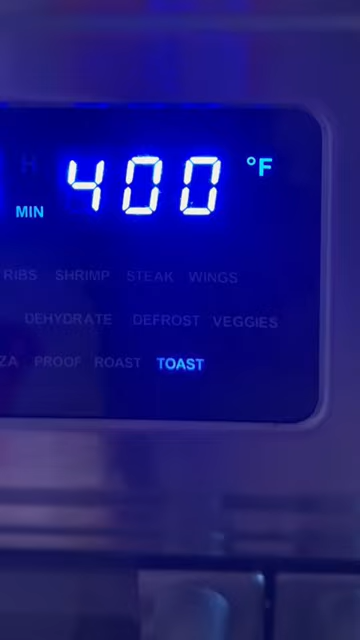 400 °F
MIN
RIBS SHRIMP STEAK WINGS
DEHYDRATE DEFROST VEGGIES
ZA PROOF ROAST TOAST